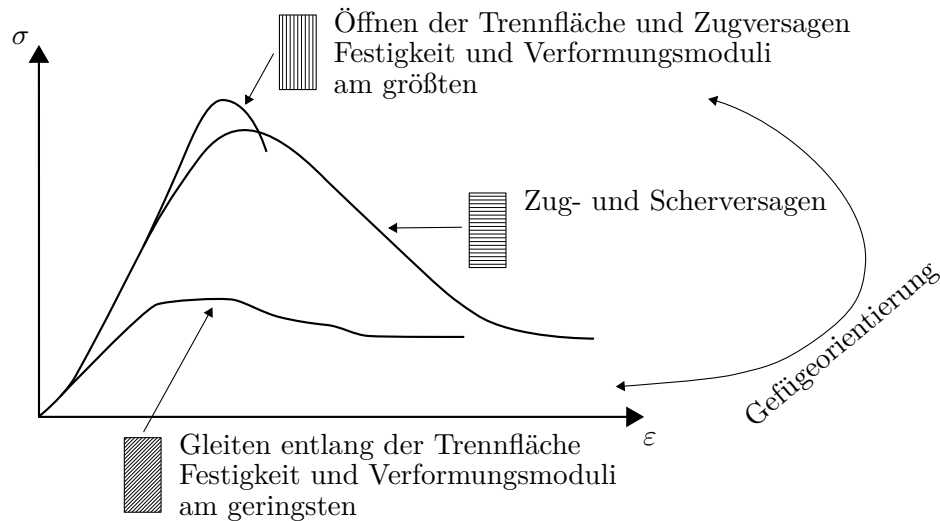 σ
Öffnen der Trennfläche und Zugversagen
Festigkeit und Verformungsmoduli
am größten
Zug- und Scherversagen
Gefügeorientierung
ε
Gleiten entlang der Trennfläche
Festigkeit und Verformungsmoduli
am geringsten